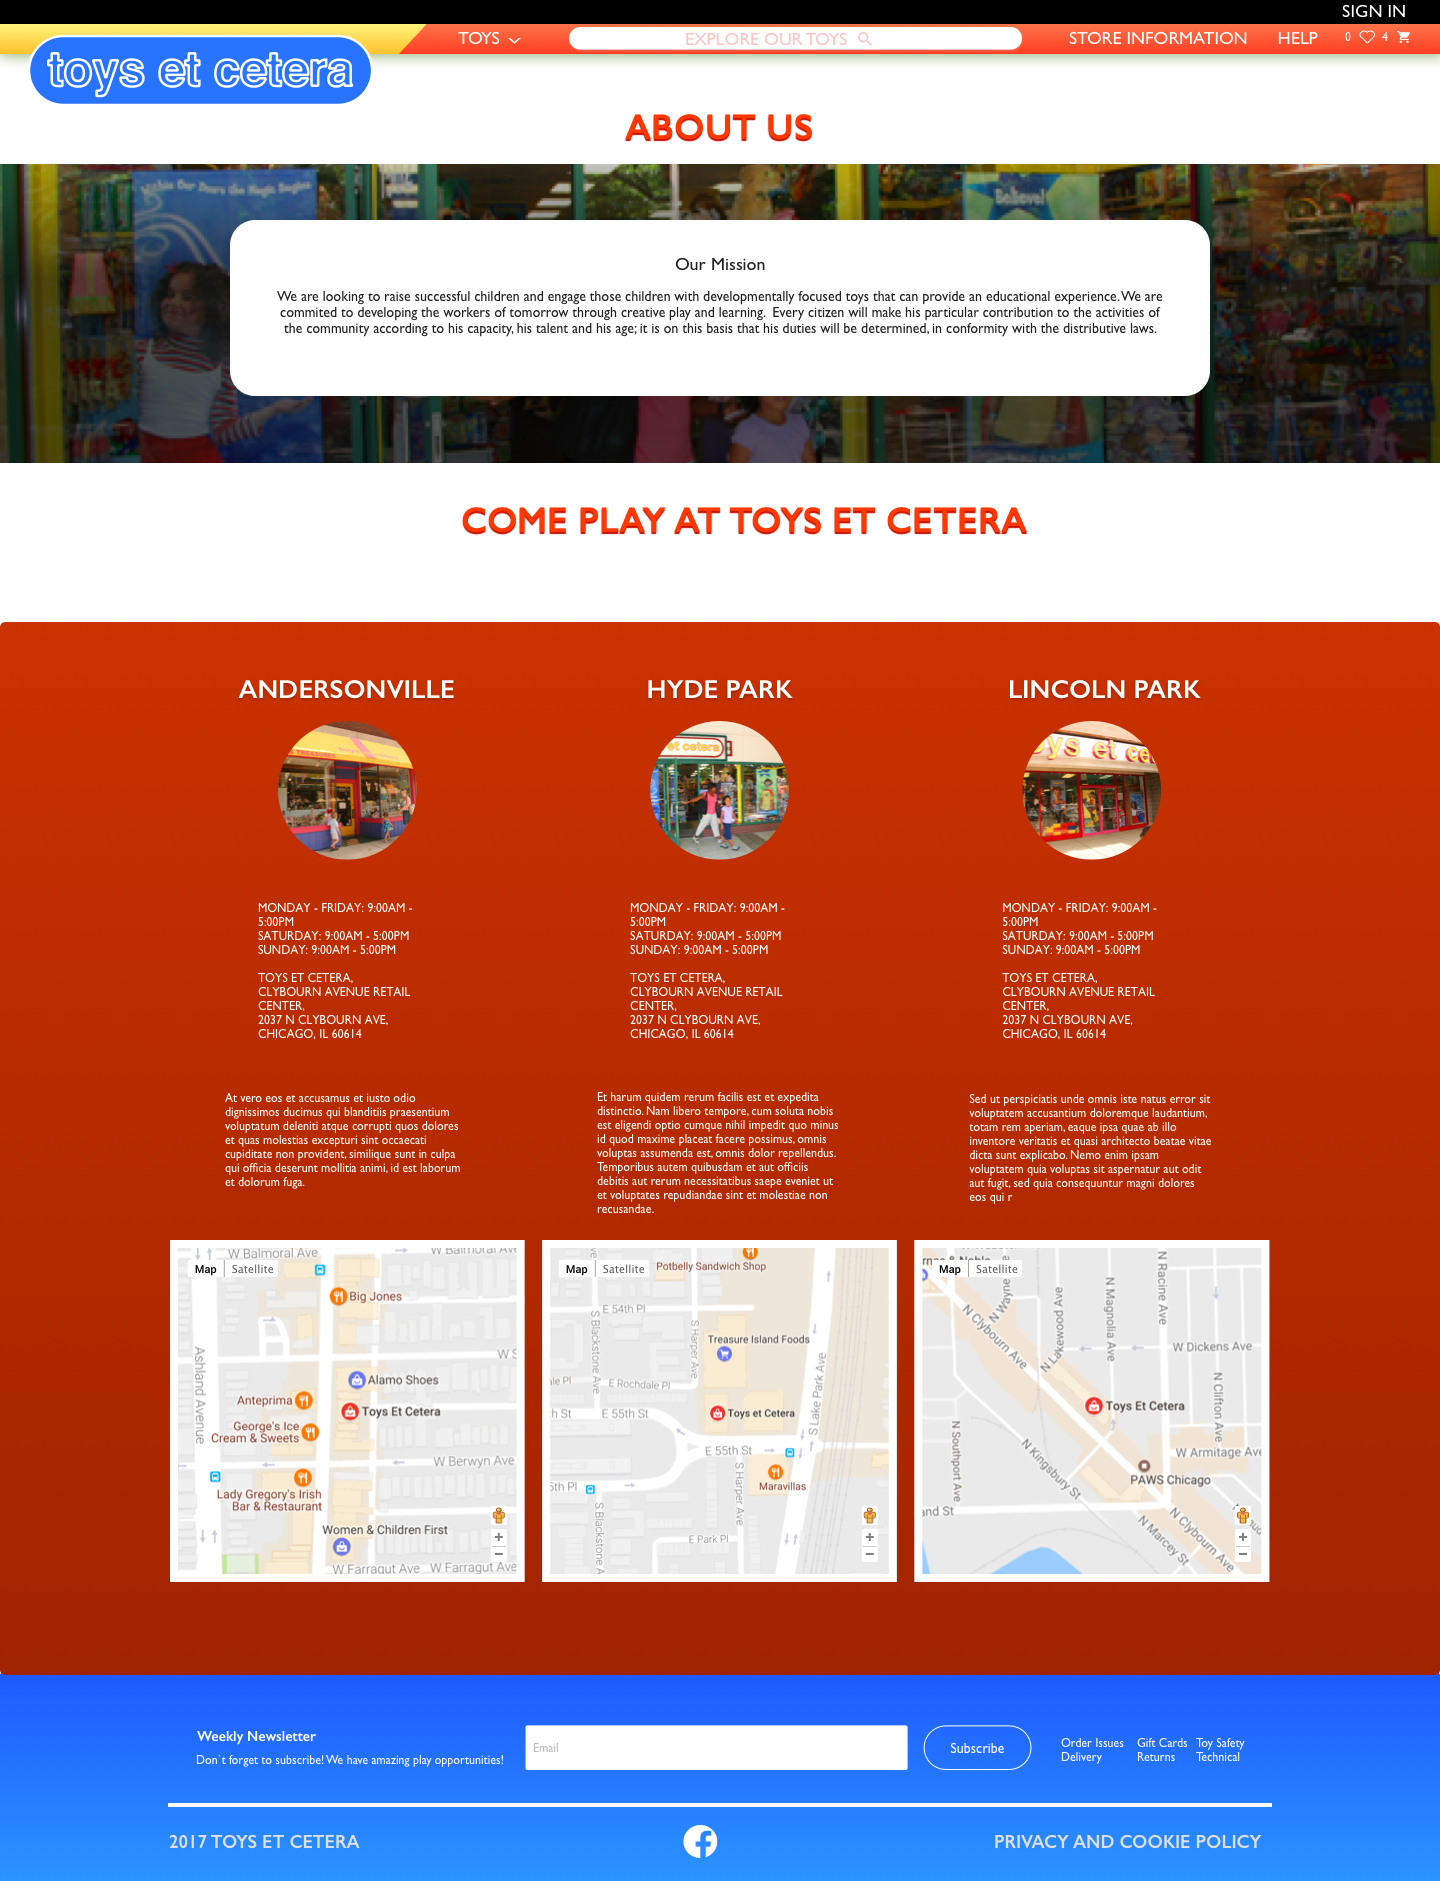 SIGN IN
toys et cetera
TOYS
EXPLORE OUR TOYS
STORE INFORMATION
HELP
0
4
ABOUT US
Within Our Doors the Magic Begins
Believe!
Our Mission
We are looking to raise successful children and engage those children with developmentally focused toys that can provide an educational experience. We are
commited to developing the workers of tomorrow through creative play and learning. Every citizen will make his particular contribution to the activities of
the community according to his capacity, his talent and his age; it is on this basis that his duties will be determined, in conformity with the distributive laws.
COME PLAY AT TOYS ET CETERA
ANDERSONVILLE
HYDE PARK
LINCOLN PARK
et cetera
MONDAY - FRIDAY: 9:00AM -
5:00PM
SATURDAY: 9:00AM - 5:00PM
SUNDAY: 9:00AM - 5:00PM
TOYS ET CETERA,
CLYBOURN AVENUE RETAIL
CENTER,
2037 N CLYBOURN AVE,
CHICAGO, IL 60614
MONDAY - FRIDAY: 9:00AM -
5:00PM
SATURDAY: 9:00AM - 5:00PM
SUNDAY: 9:00AM - 5:00PM
TOYS ET CETERA,
CLYBOURN AVENUE RETAIL
CENTER,
2037 N CLYBOURN AVE,
CHICAGO, IL 60614
MONDAY - FRIDAY: 9:00AM -
5:00PM
SATURDAY: 9:00AM - 5:00PM
SUNDAY: 9:00AM - 5:00PM
TOYS ET CETERA,
CLYBOURN AVENUE RETAIL
CENTER,
2037 N CLYBOURN AVE,
CHICAGO, IL 60614
At vero eos et accusamus et iusto odio
dignissimos ducimus qui blanditiis praesentium
voluptatum deleniti atque corrupti quos dolores
et quas molestias excepturi sint occaecati
cupiditate non provident, similique sunt in culpa
qui officia deserunt mollitia animi, id est laborum
et dolorum fuga.
Et harum quidem rerum facilis est et expedita
distinctio. Nam libero tempore, cum soluta nobis
est eligendi optio cumque nihil impedit quo minus
id quod maxime placeat facere possimus, omnis
voluptas assumenda est, omnis dolor repellendus.
Temporibus autem quibusdam et aut officiis
debitis aut rerum necessitatibus saepe eveniet ut
et voluptates repudiandae sint et molestiae non
recusandae.
Sed ut perspiciatis unde omnis iste natus error sit
voluptatem accusantium doloremque laudantium,
totam rem aperiam, eaque ipsa quae ab illo
inventore veritatis et quasi architecto beatae vitae
dicta sunt explicabo. Nemo enim ipsam
voluptatem quia voluptas sit aspernatur aut odit
aut fugit, sed quia consequuntur magni dolores
eos qui r
W Balmoral Ave
W Balmoral Ave
Map
Satellite
Big Jones
Ashland Avenue
Alamo Shoes
Anteprima
Toys Et Cetera
George's Ice
Cream & Sweets
W Berwyn Ave
Lady Gregory's Irish
Bar & Restaurant
Women & Children First
W Farragut Ave
W Farragut Ave
Map
Satellite
Potbelly Sandwich Shop
E 54th Pl
S Blackstone Ave
S Harper Ave
Treasure Island Foods
E Rochdale Pl
S Lake Park Ave
E 55th St
Toys et Cetera
E 55th St
S Harper Ave
Maravillas
S Blackstone A
E Park Pl
Map
Satellite
N Clybourn Ave
N Wayne
N Lakewood Ave
N Magnolia Ave
N Racine Ave
W Dickens Ave
Toys Et Cetera
N Clifton Ave
N Southport Ave
N Kingsbury St
W Armitage Ave
PAWS Chicago
and St
N Marcey St
N Clybourn Ave
Weekly Newsletter
Don`t forget to subscribe! We have amazing play opportunities!
Email
Subscribe
Order Issues
Gift Cards
Toy Safety
Delivery
Returns
Technical
2017 TOYS ET CETERA
PRIVACY AND COOKIE POLICY